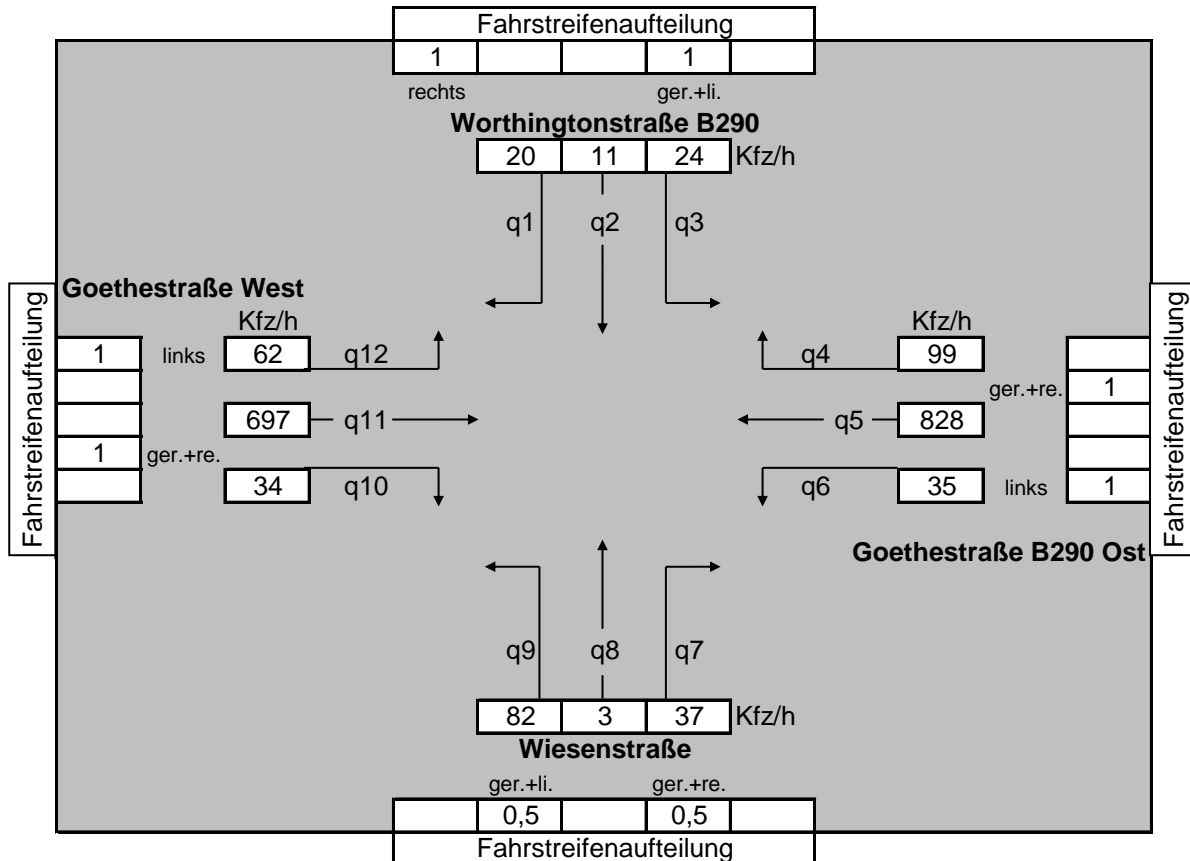 Fahrstreifenaufteilung
1 1
rechts ger.+li.
Worthingtonstraße B290
20 11 24 Kfz/h
q1 q2 q3
Goethestraße West
Fahrstreifenaufteilung
Kfz/h
1 links 62 q12
697 q11
1 ger.+re.
34 q10
Kfz/h
q4 99
ger.+re. 1
q5 828
q6 35 links 1
Goethestraße B290 Ost
Fahrstreifenaufteilung
q9 q8 q7
82 3 37 Kfz/h
Wiesenstraße
ger.+li. ger.+re.
0,5 0,5
Fahrstreifenaufteilung